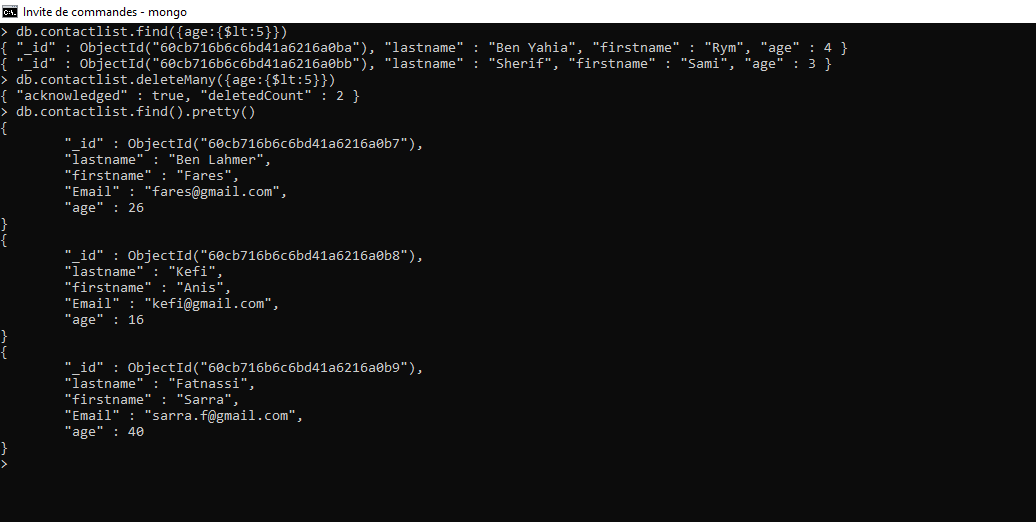 Invite de commandes - mongo
> db.contactlist.find({age:{$lt:5}})
{ "_id" : ObjectId("60cb716b6c6bd41a6216a0ba"), "lastname" : "Ben Yahia", "firstname" : "Rym", "age" : 4 }
{ "_id" : ObjectId("60cb716b6c6bd41a6216a0bb"), "lastname" : "Sherif", "firstname" : "Sami", "age" : 3 }
> db.contactlist.deleteMany({age:{$lt:5}})
{ "acknowledged" : true, "deletedCount" : 2 }
> db.contactlist.find().pretty()
{
        "_id" : ObjectId("60cb716b6c6bd41a6216a0b7"),
        "lastname" : "Ben Lahmer",
        "firstname" : "Fares",
        "Email" : "fares@gmail.com",
        "age" : 26
}
{
        "_id" : ObjectId("60cb716b6c6bd41a6216a0b8"),
        "lastname" : "Kefi",
        "firstname" : "Anis",
        "Email" : "kefi@gmail.com",
        "age" : 16
}
{
        "_id" : ObjectId("60cb716b6c6bd41a6216a0b9"),
        "lastname" : "Fatnassi",
        "firstname" : "Sarra",
        "Email" : "sarra.f@gmail.com",
        "age" : 40
}
>